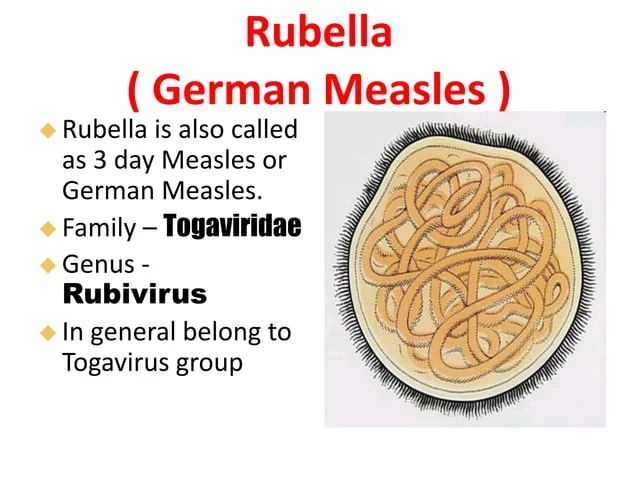 Rubella
( German Measles )
Rubella is also called
as 3 day Measles or
German Measles.
Family – Togaviridae
Genus -
Rubivirus
In general belong to
Togavirus group